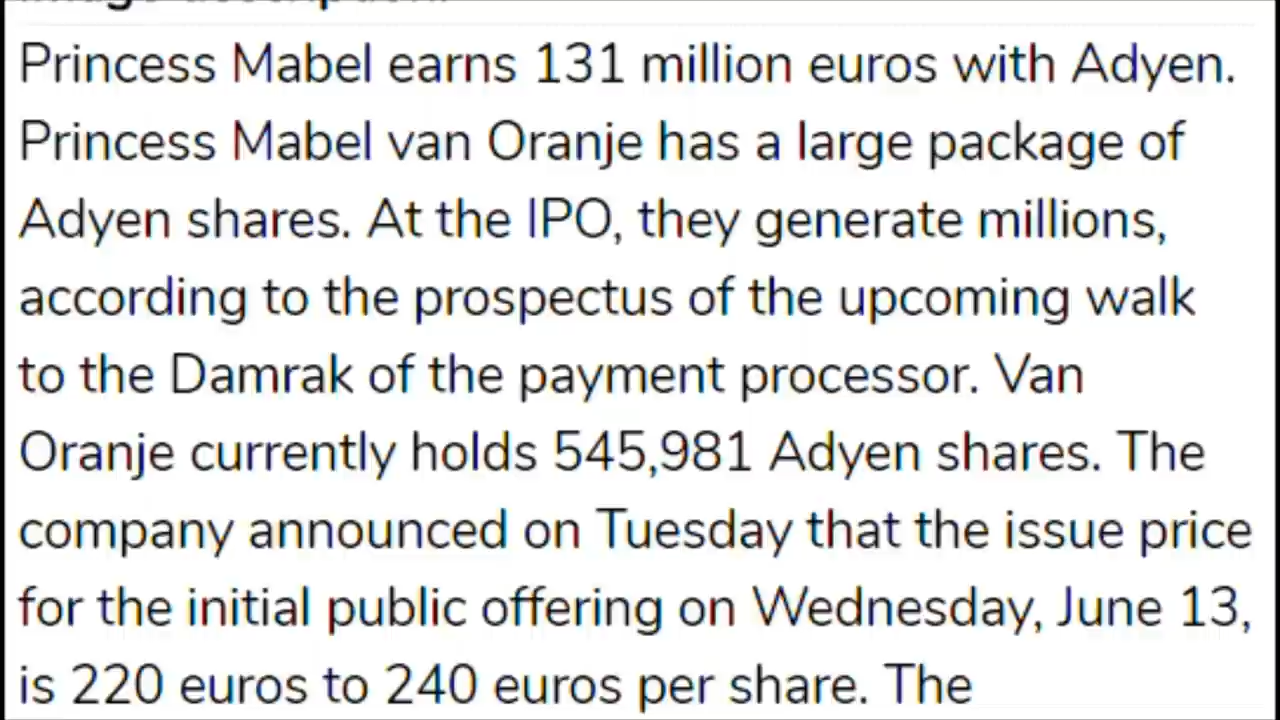 Princess Mabel earns 131 million euros with Adyen.
Princess Mabel van Oranje has a large package of
Adyen shares. At the IPO, they generate millions,
according to the prospectus of the upcoming walk
to the Damrak of the payment processor. Van
Oranje currently holds 545,981 Adyen shares. The
company announced on Tuesday that the issue price
for the initial public offering on Wednesday, June 13,
is 220 euros to 240 euros per share. The